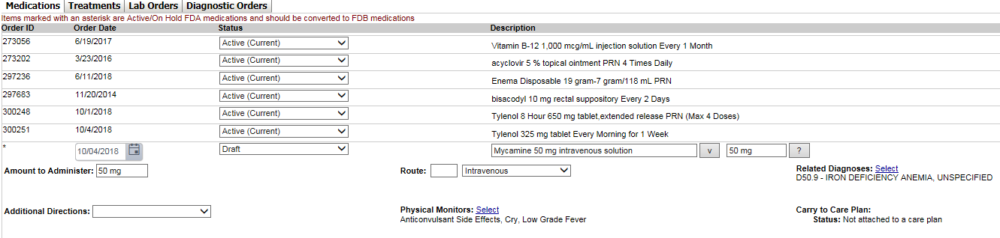 Medications Treatments Lab Orders Diagnostic Orders
Items marked with an asterisk are Active/On Hold FDA medications and should be converted to FDB medications
Order ID Order Date Status Description
273056 6/19/2017 Active (Current) Vitamin B-12 1,000 mcg/mL injection solution Every 1 Month
273202 3/23/2016 Active (Current) acyclovir 5 % topical ointment PRN 4 Times Daily
297236 6/11/2018 Active (Current) Enema Disposable 19 gram-7 gram/118 mL PRN
297683 11/20/2014 Active (Current) bisacodyl 10 mg rectal suppository Every 2 Days
300248 10/1/2018 Active (Current) Tylenol 8 Hour 650 mg tablet,extended release PRN (Max 4 Doses)
300251 10/4/2018 Active (Current) Tylenol 325 mg tablet Every Morning for 1 Week
* 10/04/2018 Draft Mycamine 50 mg intravenous solution v 50 mg ?
Amount to Administer: 50 mg Route: Intravenous Related Diagnoses: Select
D50.9 - IRON DEFICIENCY ANEMIA, UNSPECIFIED
Additional Directions: Physical Monitors: Select Carry to Care Plan:
Anticonvulsant Side Effects, Cry, Low Grade Fever Status: Not attached to a care plan